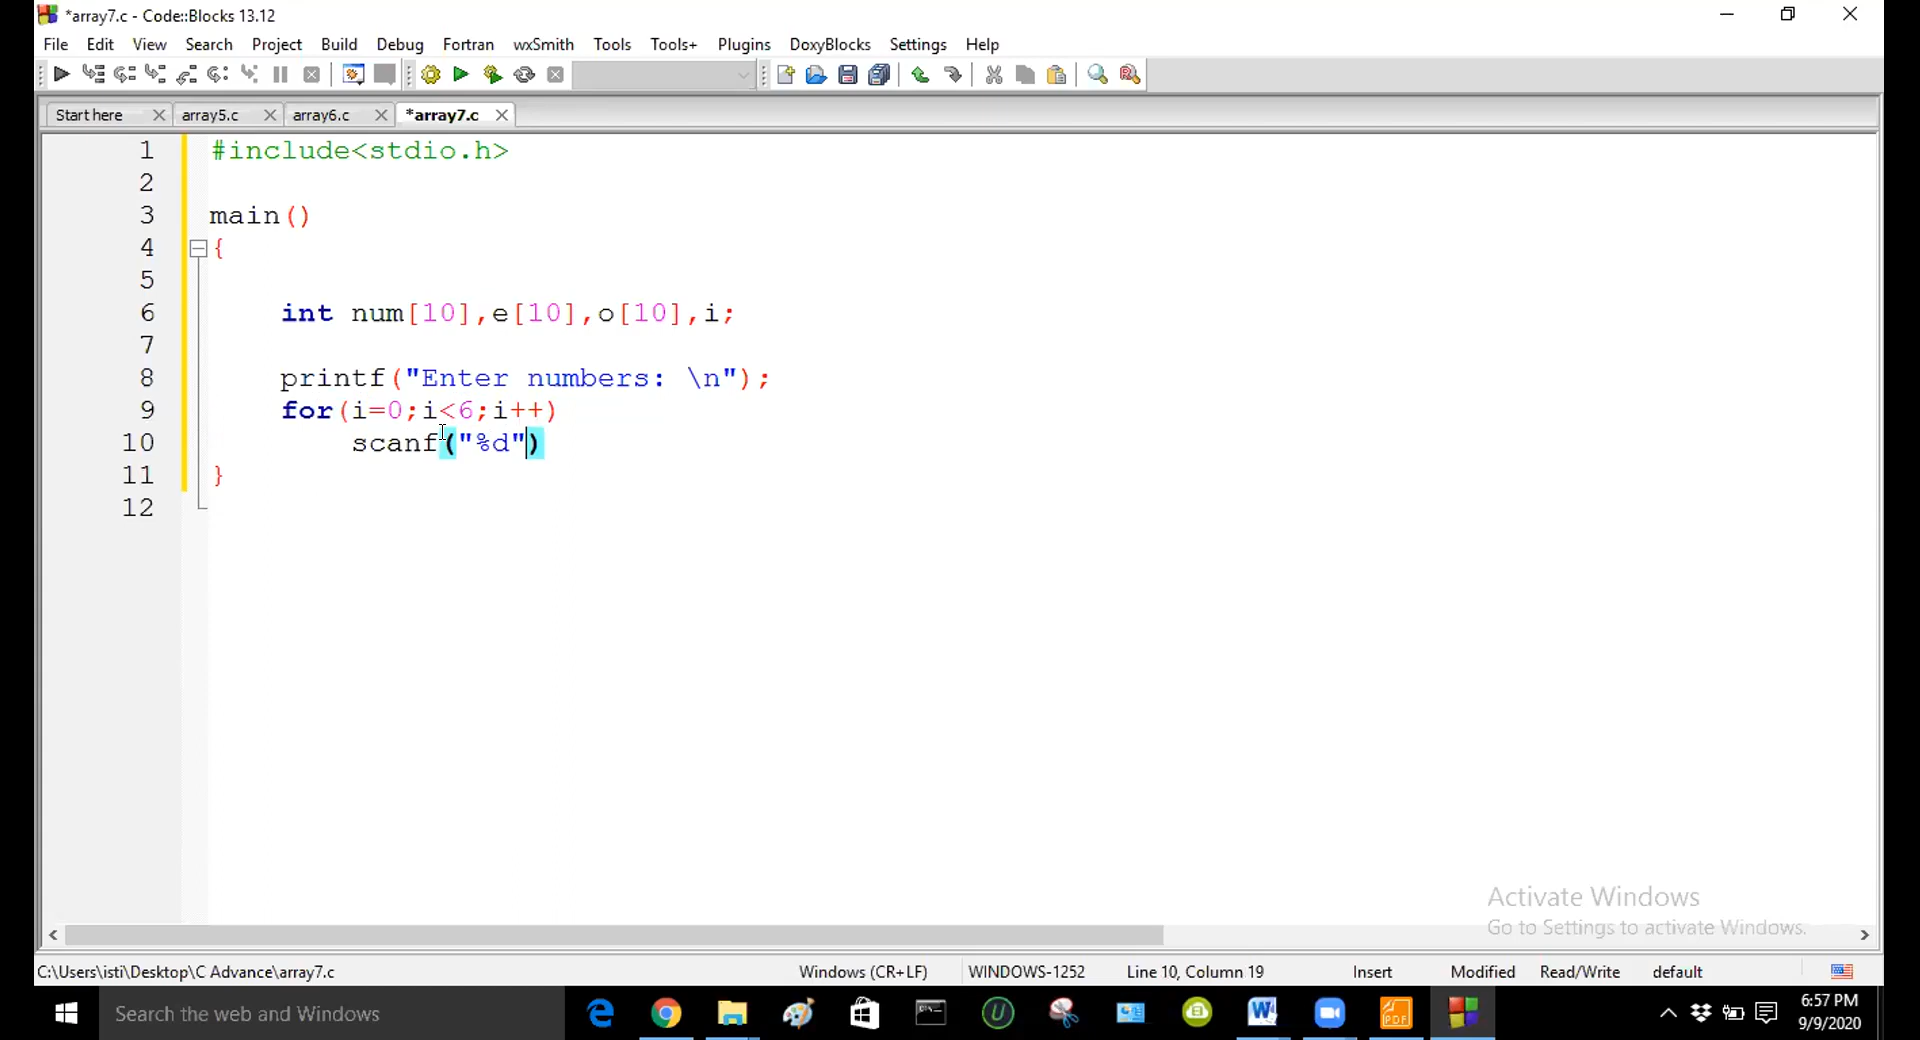 *array7.c - Code::Blocks 13.12
File Edit View Search Project Build Debug Fortran wxSmith Tools Tools+ Plugins DoxyBlocks Settings Help
Start here array5.c array6.c *array7.c
1 #include<stdio.h>
2
3 main()
4 {
5
6 int num[10],e[10],o[10],i;
7
8 printf("Enter numbers: \n");
9 for(i=0;i<6;i++)
10 scanf("%d")
11 }
12
Activate Windows
Go to Settings to activate Windows.
C:\Users\isti\Desktop\C Advance\array7.c Windows (CR+LF) WINDOWS-1252 Line 10, Column 19 Insert Modified Read/Write default
Search the web and Windows
6:57 PM
9/9/2020